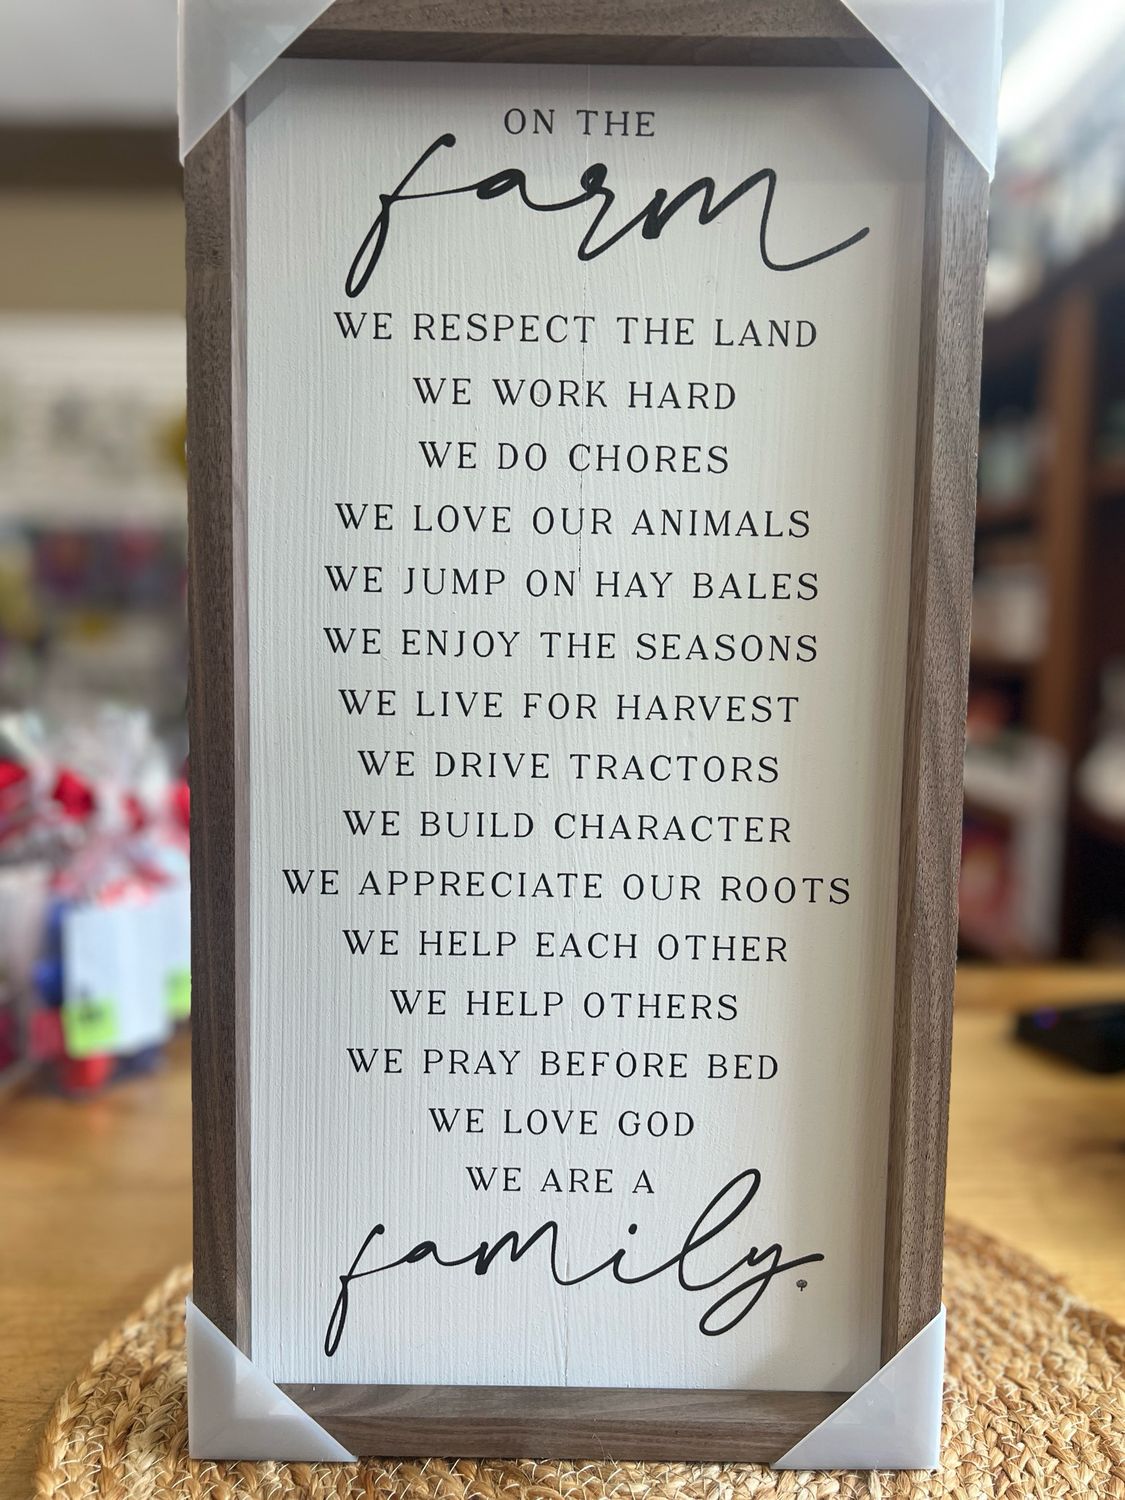 ON THE
farm
WE RESPECT THE LAND
WE WORK HARD
WE DO CHORES
WE LOVE OUR ANIMALS
WE JUMP ON HAY BALES
WE ENJOY THE SEASONS
WE LIVE FOR HARVEST
WE DRIVE TRACTORS
WE BUILD CHARACTER
WE APPRECIATE OUR ROOTS
WE HELP EACH OTHER
WE HELP OTHERS
WE PRAY BEFORE BED
WE LOVE GOD
WE ARE A
family